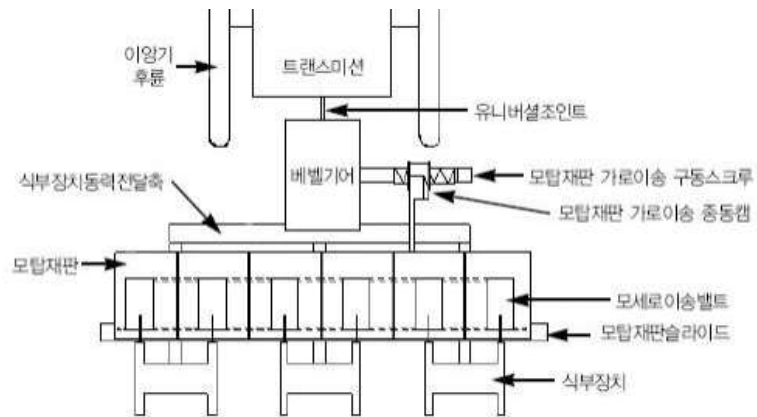 이앙기
후륜
트랜스미션
유니버셜조인트
베벨기어
모탑재판 가로이송 구동스크루
식부장치동력전달축
모탑재판 가로이송 종동캠
모탑재판
모세로이송밸트
모탑재판슬라이드
식부장치